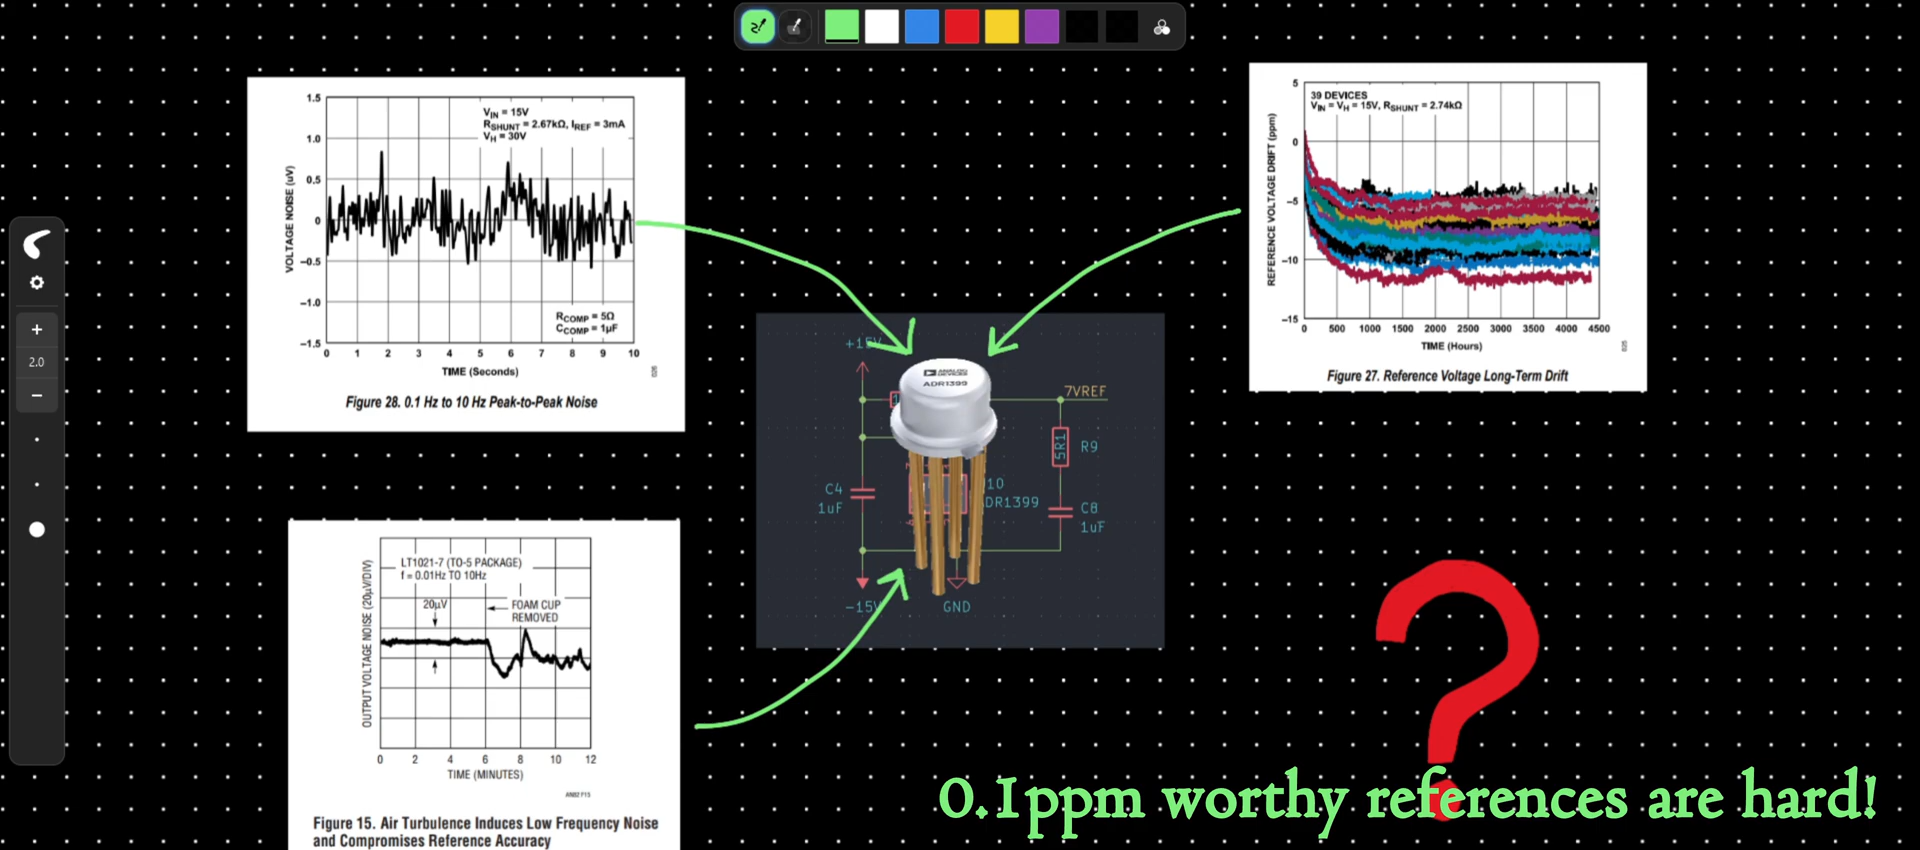 1.5
1.0
0.5
0
−0.5
−1.0
−1.5
VOLTAGE NOISE (uV)
VIN = 15V
RSHUNT = 2.67kΩ, IREF = 3mA
VH = 30V
RCOMP = 5Ω
CCOMP = 1µF
0 1 2 3 4 5 6 7 8 9 10
TIME (Seconds)
Figure 28. 0.1 Hz to 10 Hz Peak-to-Peak Noise
5
0
−5
−10
−15
REFERENCE VOLTAGE DRIFT (ppm)
39 DEVICES
VIN = VH = 15V, RSHUNT = 2.74kΩ
0 500 1000 1500 2000 2500 3000 3500 4000 4500
TIME (Hours)
Figure 27. Reference Voltage Long-Term Drift
2.0
ANALOG
DEVICES
ADR1399
7VREF
5R1
R9
C4
1uF
DR1399
C8
1uF
GND
OUTPUT VOLTAGE NOISE (20µV/DIV)
LT1021-7 (TO-5 PACKAGE)
f = 0.01Hz TO 10Hz
20µV
FOAM CUP
REMOVED
0 2 4 6 8 10 12
TIME (MINUTES)
AN82 F15
Figure 15. Air Turbulence Induces Low Frequency Noise
and Compromises Reference Accuracy
?
0.1ppm worthy references are hard!